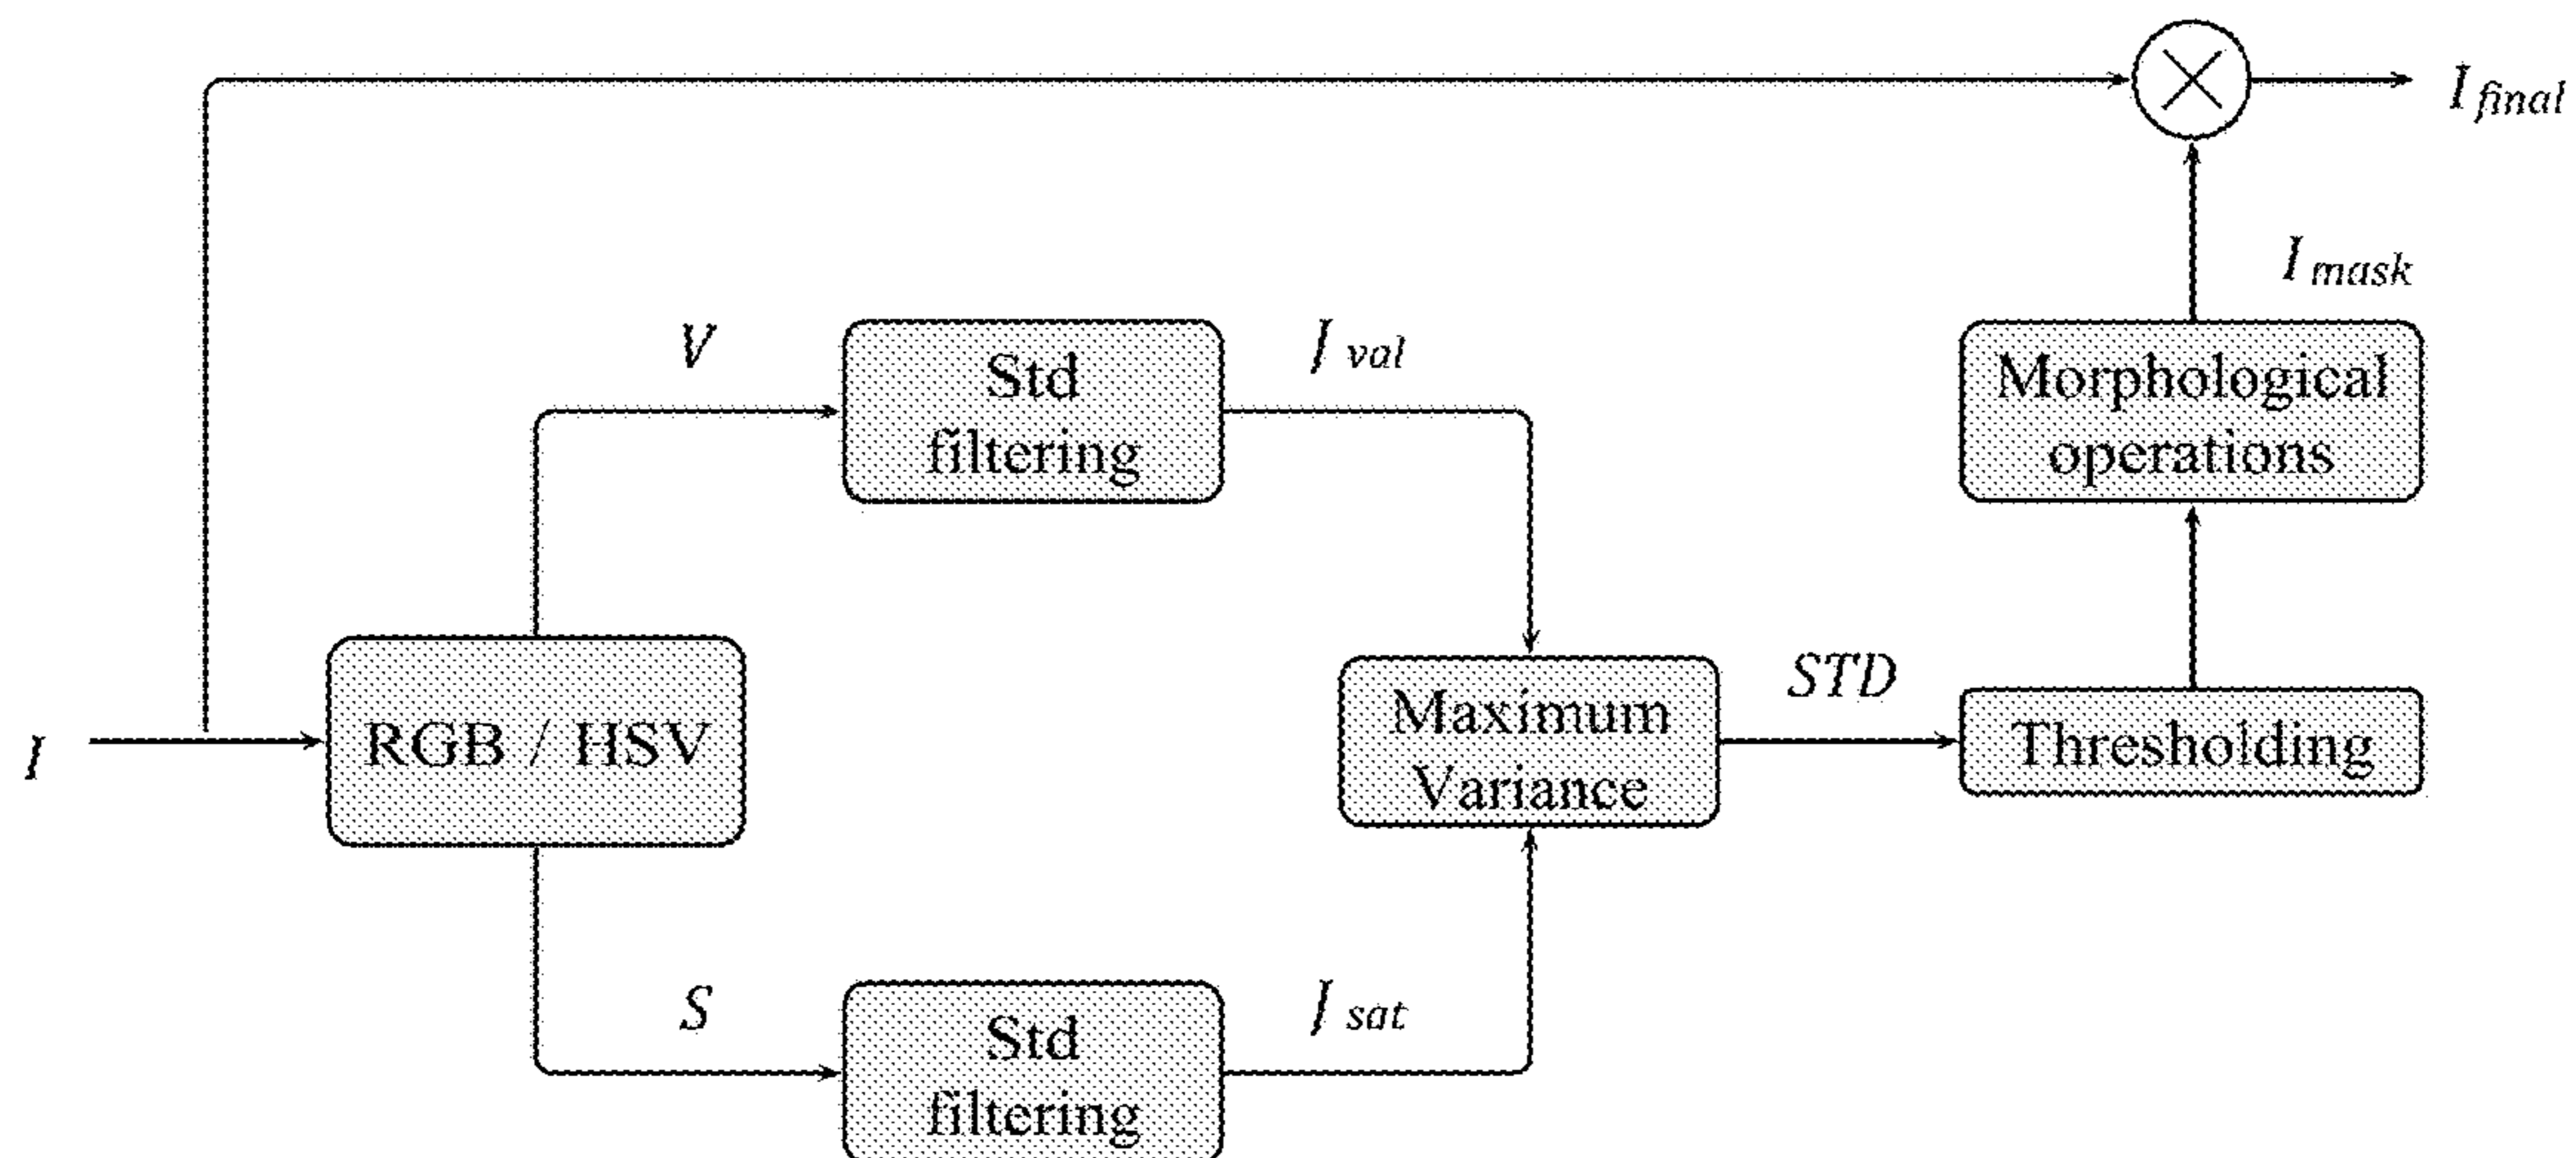 I final
I mask
V
Std
filtering
J val
Morphological
operations
I
RGB / HSV
Maximum
Variance
STD
Thresholding
S
Std
filtering
J sat